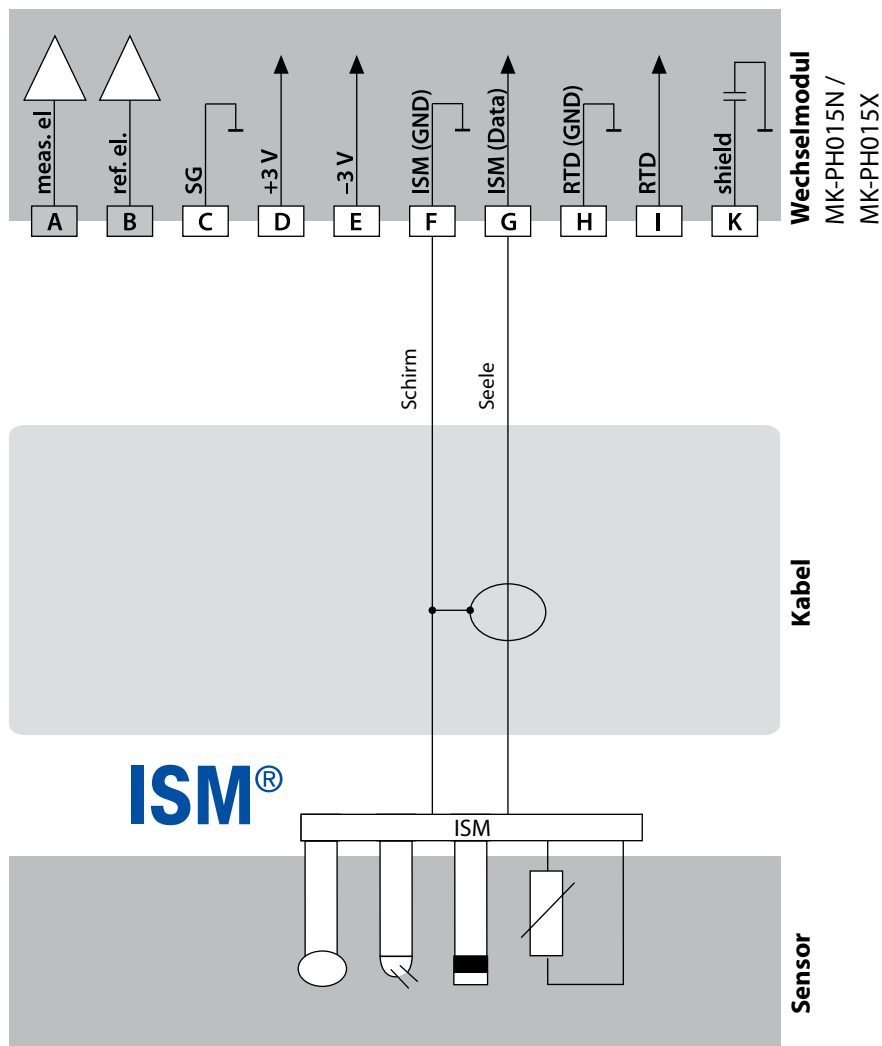 meas. el
ref. el.
SG
+3 V
–3 V
ISM (GND)
ISM (Data)
RTD (GND)
RTD
shield
A
B
C
D
E
F
G
H
I
K
Wechselmodul
MK-PH015N /
MK-PH015X
Schirm
Seele
Kabel
ISM®
ISM
Sensor